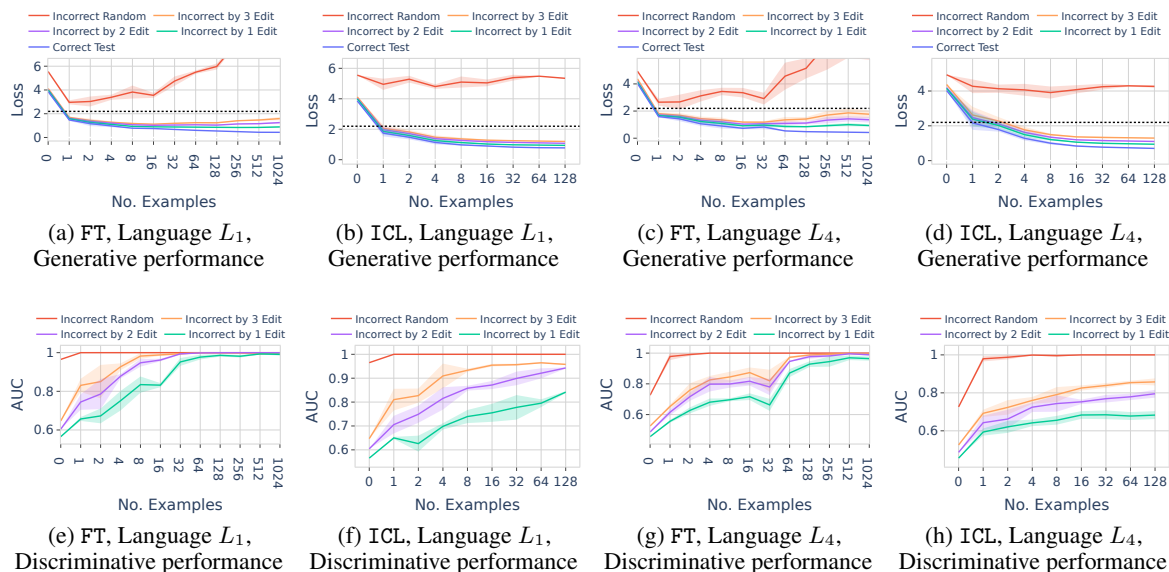 Incorrect Random Incorrect by 3 Edit
Incorrect by 2 Edit Incorrect by 1 Edit
Correct Test
6
4
2
0
Loss
0 1 2 4 8 16 32 64 128 256 512 1024
No. Examples
(a) FT, Language L1,
Generative performance
Incorrect Random Incorrect by 3 Edit
Incorrect by 2 Edit Incorrect by 1 Edit
Correct Test
6
4
2
0
Loss
0 1 2 4 8 16 32 64 128
No. Examples
(b) ICL, Language L1,
Generative performance
Incorrect Random Incorrect by 3 Edit
Incorrect by 2 Edit Incorrect by 1 Edit
Correct Test
4
2
0
Loss
0 1 2 4 8 16 32 64 128 256 512 1024
No. Examples
(c) FT, Language L4,
Generative performance
Incorrect Random Incorrect by 3 Edit
Incorrect by 2 Edit Incorrect by 1 Edit
Correct Test
4
2
0
Loss
0 1 2 4 8 16 32 64 128
No. Examples
(d) ICL, Language L4,
Generative performance
Incorrect Random Incorrect by 3 Edit
Incorrect by 2 Edit Incorrect by 1 Edit
1
0.8
0.6
AUC
0 1 2 4 8 16 32 64 128 256 512 1024
No. Examples
(e) FT, Language L1,
Discriminative performance
Incorrect Random Incorrect by 3 Edit
Incorrect by 2 Edit Incorrect by 1 Edit
1
0.9
0.8
0.7
0.6
AUC
0 1 2 4 8 16 32 64 128
No. Examples
(f) ICL, Language L1,
Discriminative performance
Incorrect Random Incorrect by 3 Edit
Incorrect by 2 Edit Incorrect by 1 Edit
1
0.8
0.6
AUC
0 1 2 4 8 16 32 64 128 256 512 1024
No. Examples
(g) FT, Language L4,
Discriminative performance
Incorrect Random Incorrect by 3 Edit
Incorrect by 2 Edit Incorrect by 1 Edit
1
0.8
0.6
AUC
0 1 2 4 8 16 32 64 128
No. Examples
(h) ICL, Language L4,
Discriminative performance